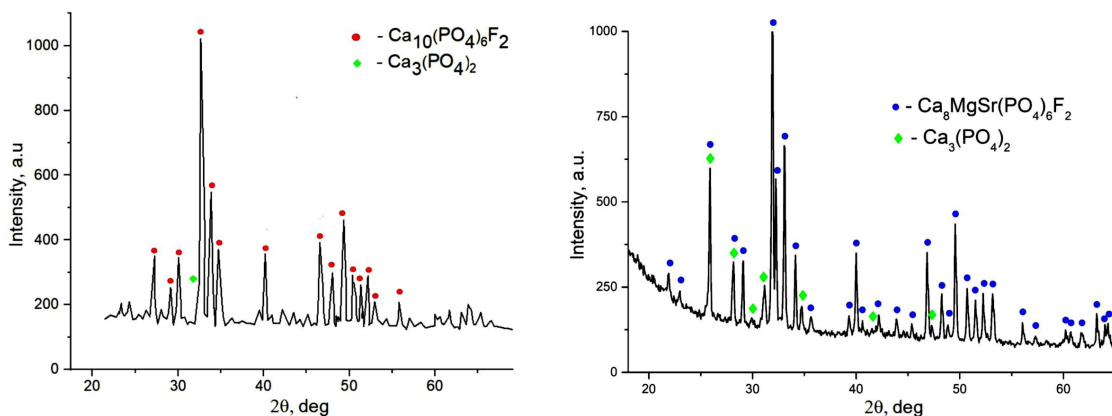 1000
800
600
400
200
0
20
30
40
50
60
Intensity, a.u
2θ, deg
- Ca10(PO4)6F2
- Ca3(PO4)2
1000
750
500
250
0
20
30
40
50
60
Intensity, a.u.
2θ, deg
- Ca8MgSr(PO4)6F2
- Ca3(PO4)2